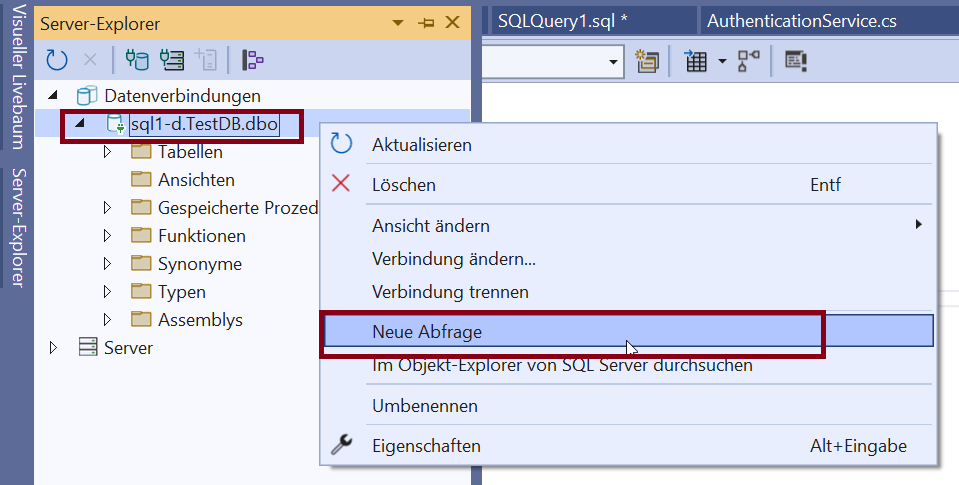 Visueller Livebaum
Server-Explorer
Server-Explorer
SQLQuery1.sql *
AuthenticationService.cs
Datenverbindungen
sql1-d.TestDB.dbo
Tabellen
Ansichten
Gespeicherte Prozed
Funktionen
Synonyme
Typen
Assemblys
Server
Aktualisieren
Löschen Entf
Ansicht ändern
Verbindung ändern...
Verbindung trennen
Neue Abfrage
Im Objekt-Explorer von SQL Server durchsuchen
Umbenennen
Eigenschaften Alt+Eingabe